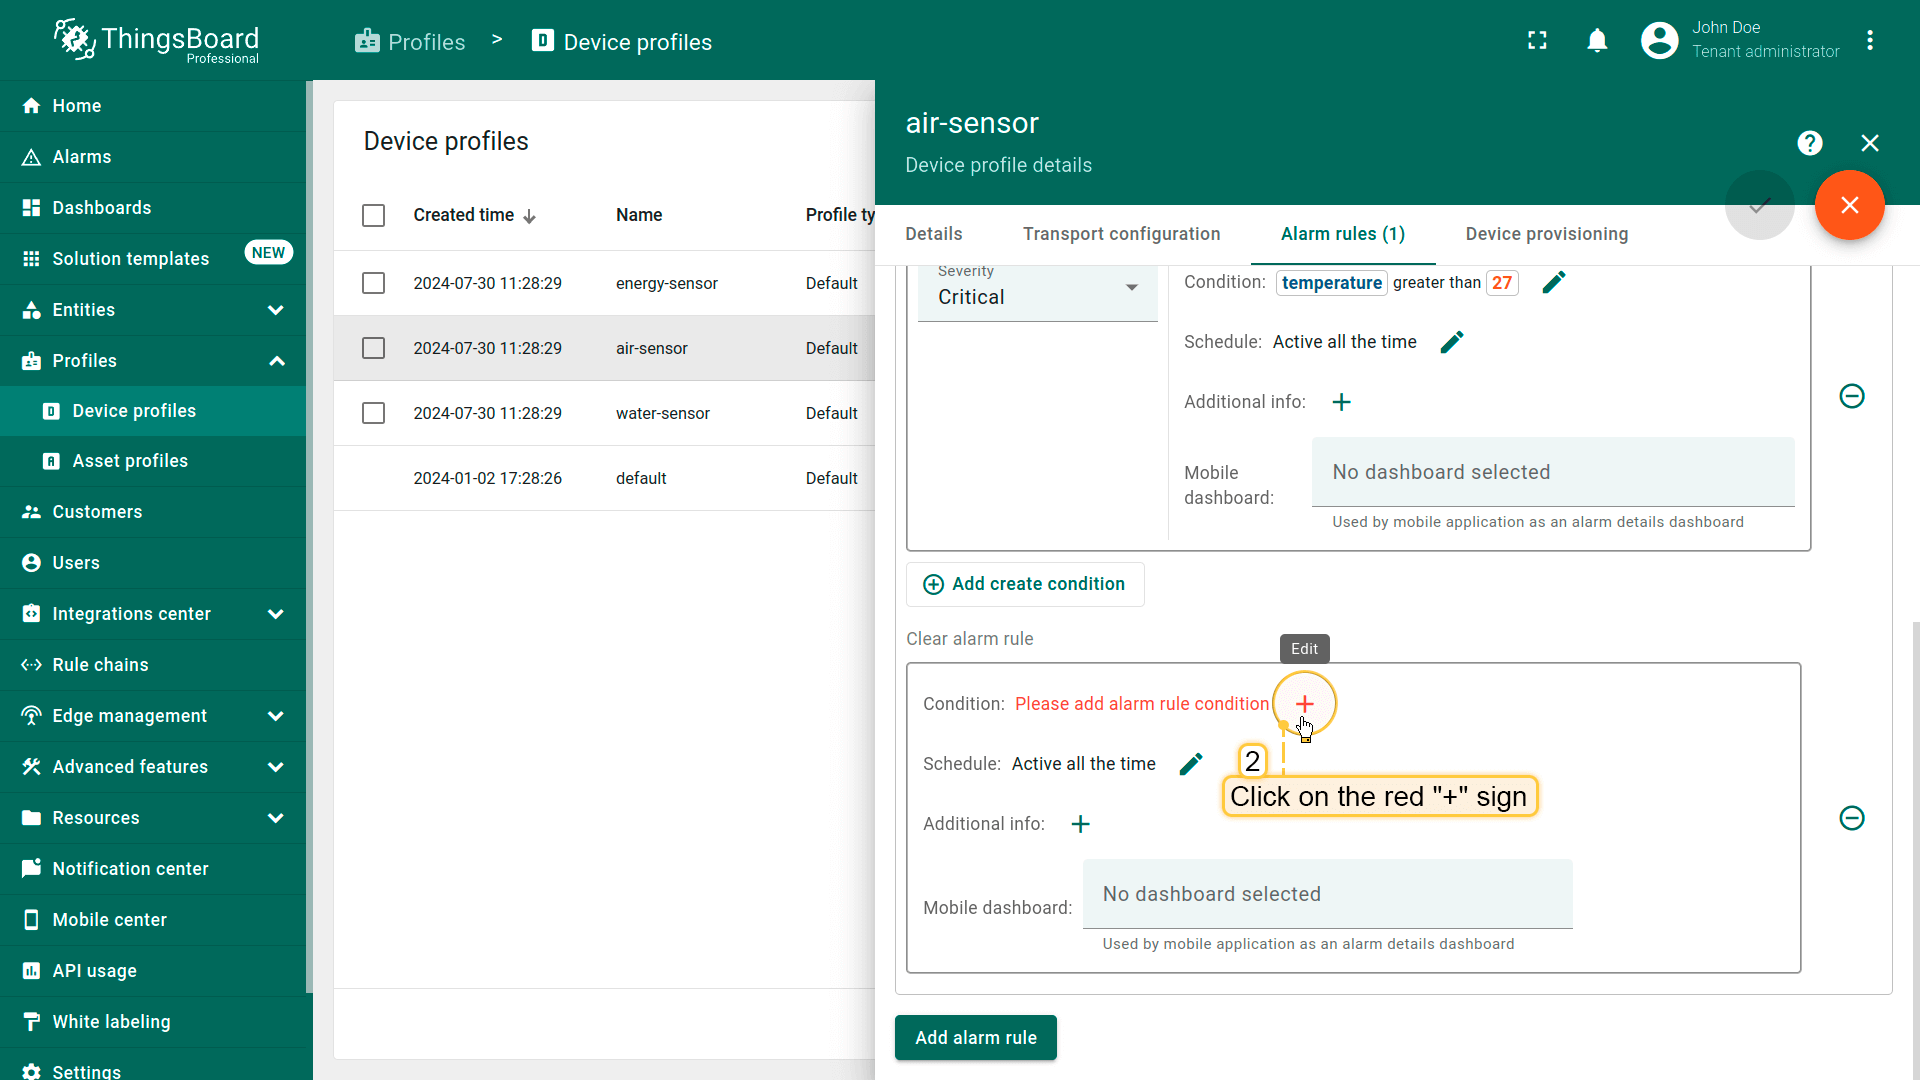 ThingsBoard
Professional
Profiles > Device profiles
John Doe
Tenant administrator
Home
Alarms
Dashboards
Solution templates NEW
Entities
Profiles
Device profiles
Asset profiles
Customers
Users
Integrations center
Rule chains
Edge management
Advanced features
Resources
Notification center
Mobile center
API usage
White labeling
Settings
Device profiles
Created time Name Profile ty
2024-07-30 11:28:29 energy-sensor Default
2024-07-30 11:28:29 air-sensor Default
2024-07-30 11:28:29 water-sensor Default
2024-01-02 17:28:26 default Default
air-sensor
Device profile details
Details Transport configuration Alarm rules (1) Device provisioning
Severity
Critical
Condition: temperature greater than 27
Schedule: Active all the time
Additional info:
Mobile
dashboard:
No dashboard selected
Used by mobile application as an alarm details dashboard
Add create condition
Clear alarm rule
Edit
Condition: Please add alarm rule condition
Schedule: Active all the time
2
Click on the red "+" sign
Additional info:
Mobile dashboard: No dashboard selected
Used by mobile application as an alarm details dashboard
Add alarm rule